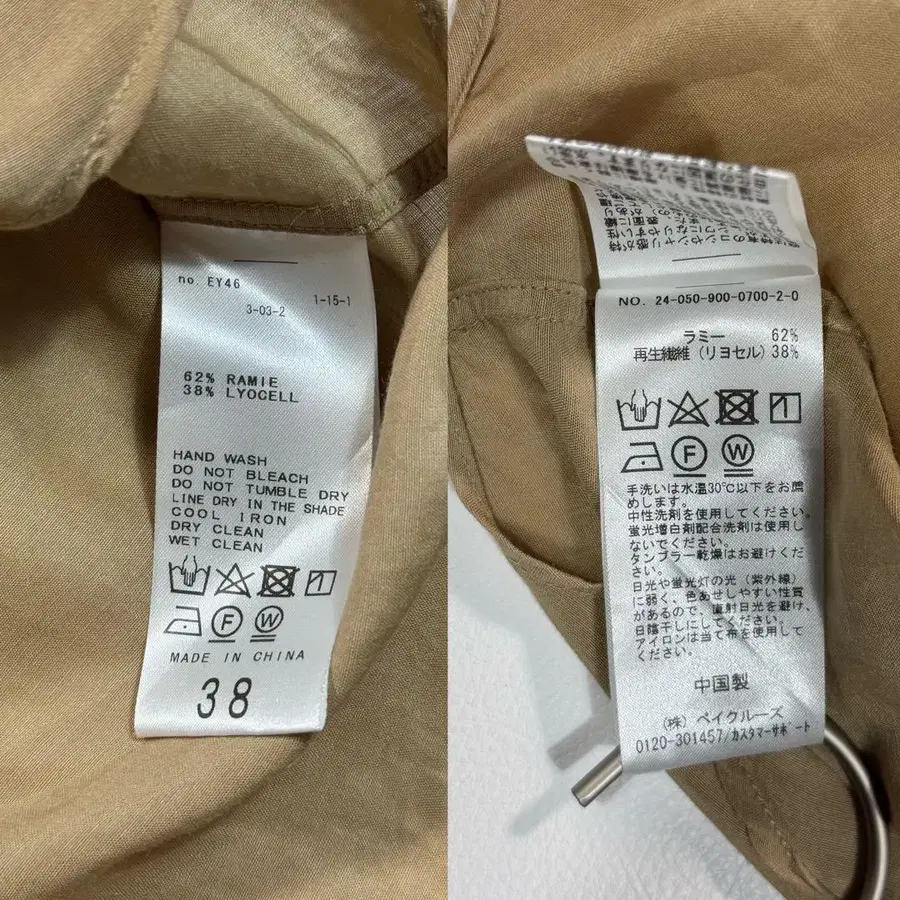 no. EY46
1-15-1
3-03-2
62% RAMIE
38% LYOCELL
HAND WASH
DO NOT BLEACH
DO NOT TUMBLE DRY
LINE DRY IN THE SHADE
COOL IRON
DRY CLEAN
WET CLEAN
F W
MADE IN CHINA
38
NO. 24-050-900-0700-2-0
ラミー 62%
再生繊維（リヨセル）38%
F W
手洗いは水温30℃以下をお薦
めします。
中性洗剤を使用してください。
蛍光増白剤配合洗剤は使用し
ないでください。
タンブラー乾燥はお避けくだ
さい。
日光や蛍光灯の光（紫外線）
に弱く、色あせしやすい性質
があるので、直射日光を避け、
日陰干しにしてください。
アイロンは当て布を使用して
ください。
中国製
（株）ベイクルーズ
0120-301457/カスタマーサポート